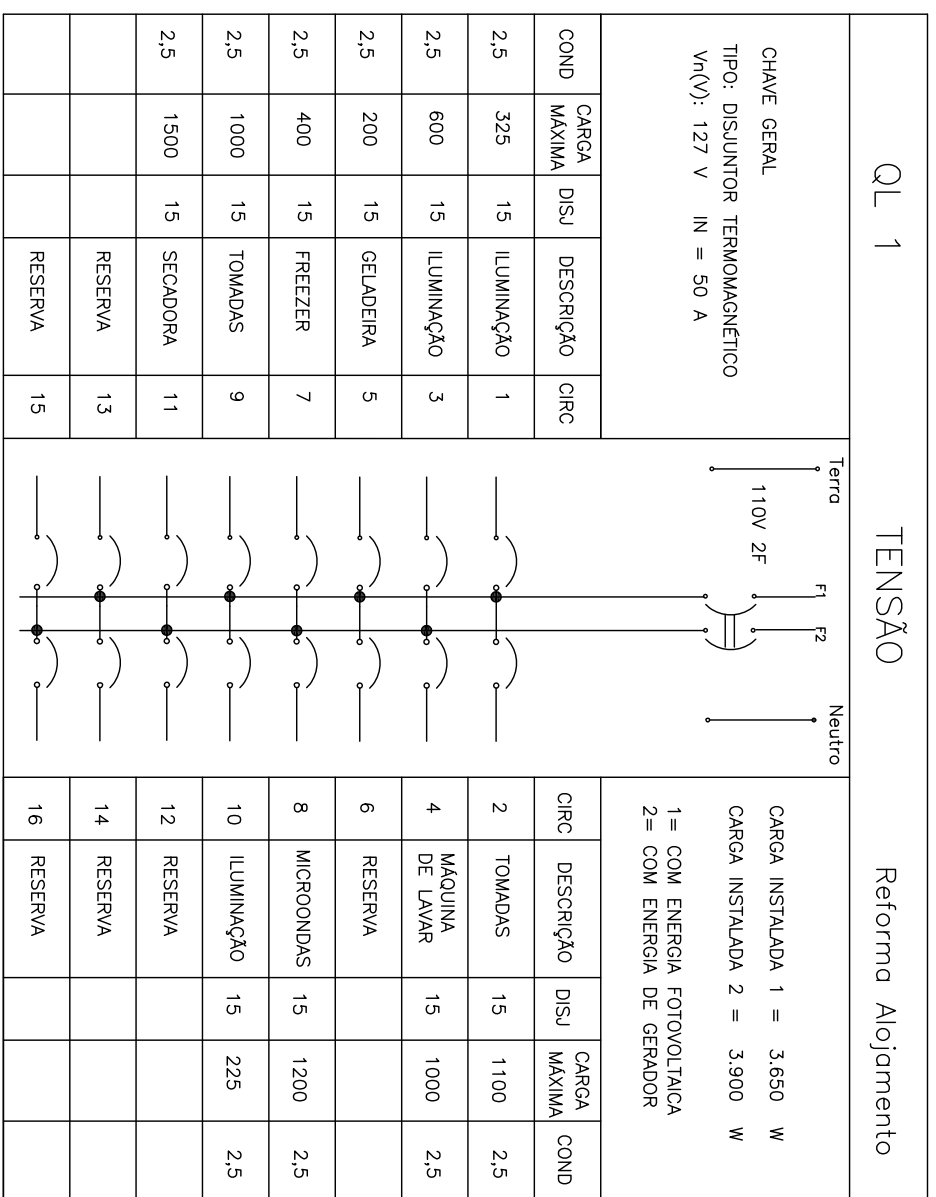 QL 1 TENSÃO Reforma Alojamento
CHAVE GERAL
TIPO: DISJUNTOR TERMOMAGNÉTICO
Vn(V): 127 V IN = 50 A
Terra F1 F2 Neutro
110V 2F
CARGA INSTALADA 1 = 3.650 W
CARGA INSTALADA 2 = 3.900 W
1= COM ENERGIA FOTOVOLTAICA
2= COM ENERGIA DE GERADOR
COND CARGA MÁXIMA DISJ DESCRIÇÃO CIRC CIRC DESCRIÇÃO DISJ CARGA MÁXIMA COND
2,5 325 15 ILUMINAÇÃO 1 2 TOMADAS 15 1100 2,5
2,5 600 15 ILUMINAÇÃO 3 4 MÁQUINA DE LAVAR 15 1000 2,5
2,5 200 15 GELADEIRA 5 6 RESERVA
2,5 400 15 FREEZER 7 8 MICROONDAS 15 1200 2,5
2,5 1000 15 TOMADAS 9 10 ILUMINAÇÃO 15 225 2,5
2,5 1500 15 SECADORA 11 12 RESERVA
RESERVA 13 14 RESERVA
RESERVA 15 16 RESERVA